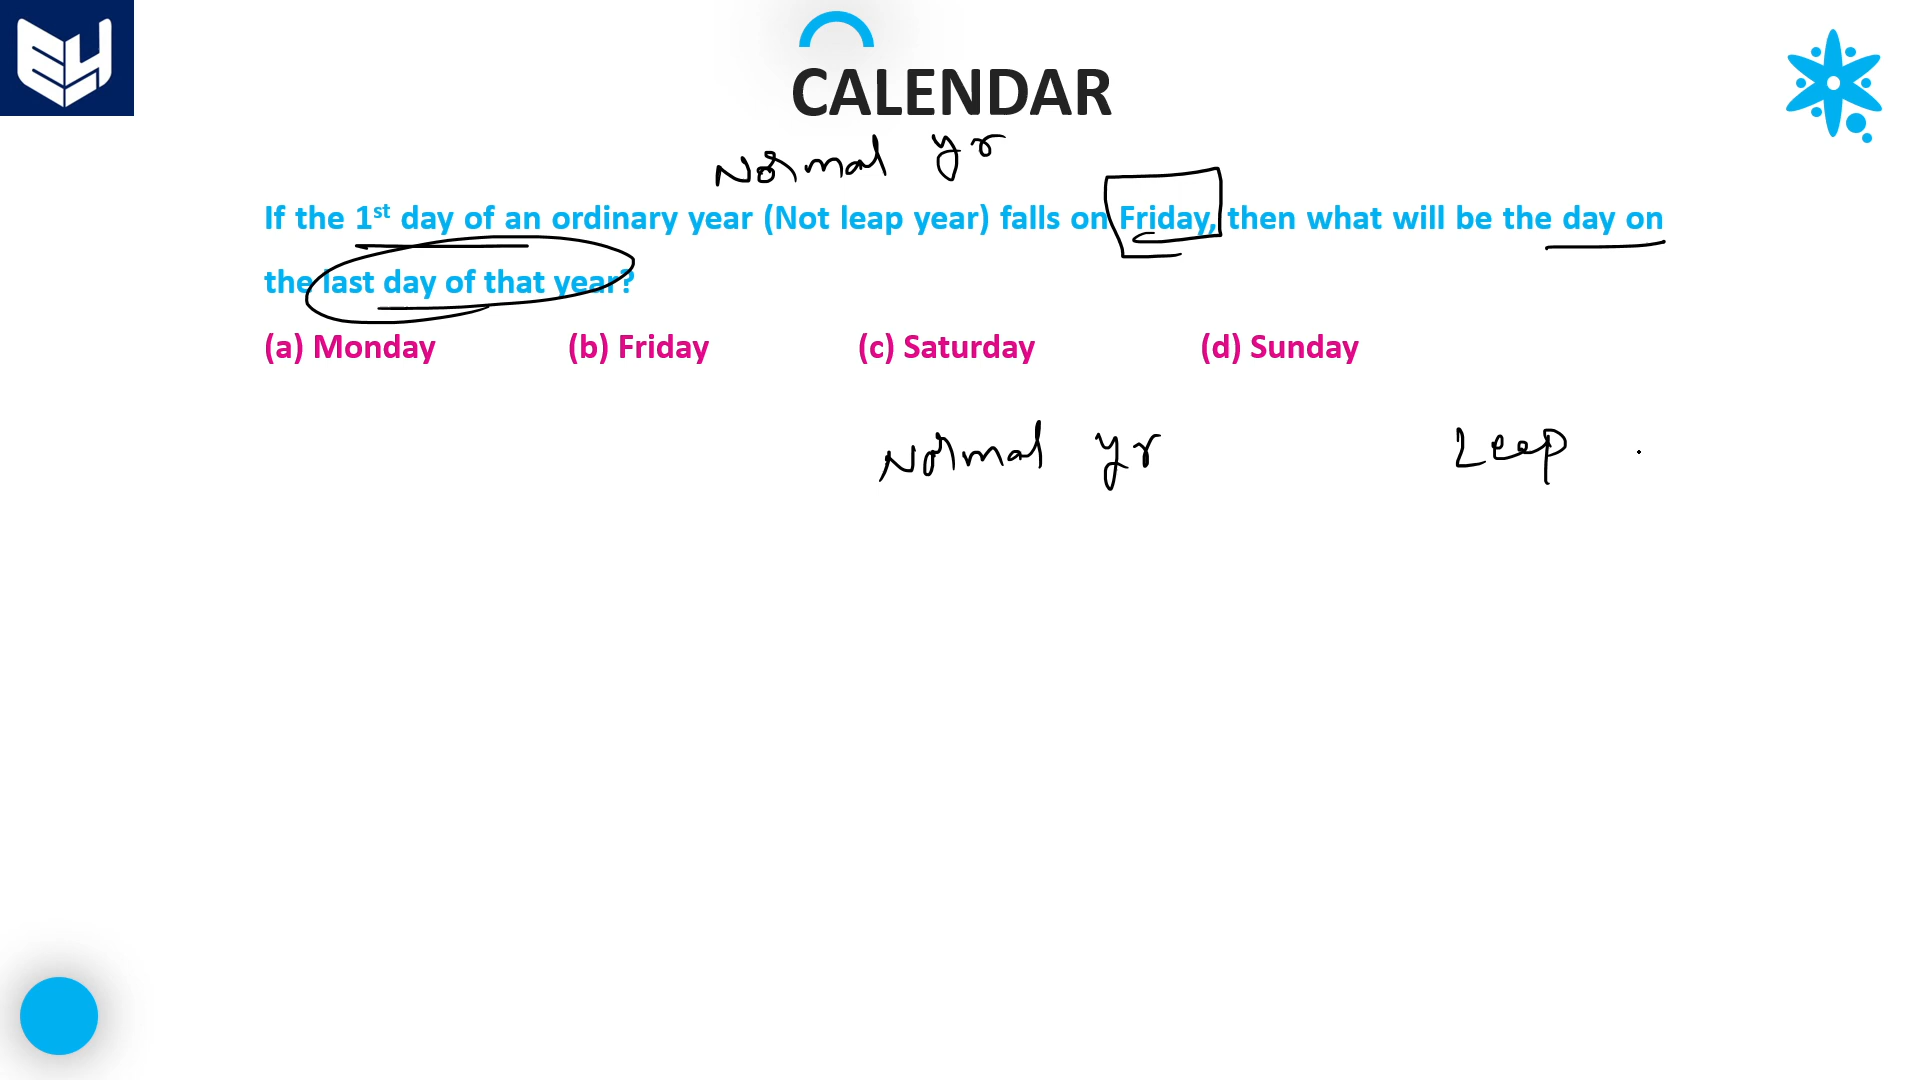 CALENDAR
Normal yr
If the 1st day of an ordinary year (Not leap year) falls on Friday, then what will be the day on
the last day of that year?
(a) Monday (b) Friday (c) Saturday (d) Sunday
Normal yr Leep